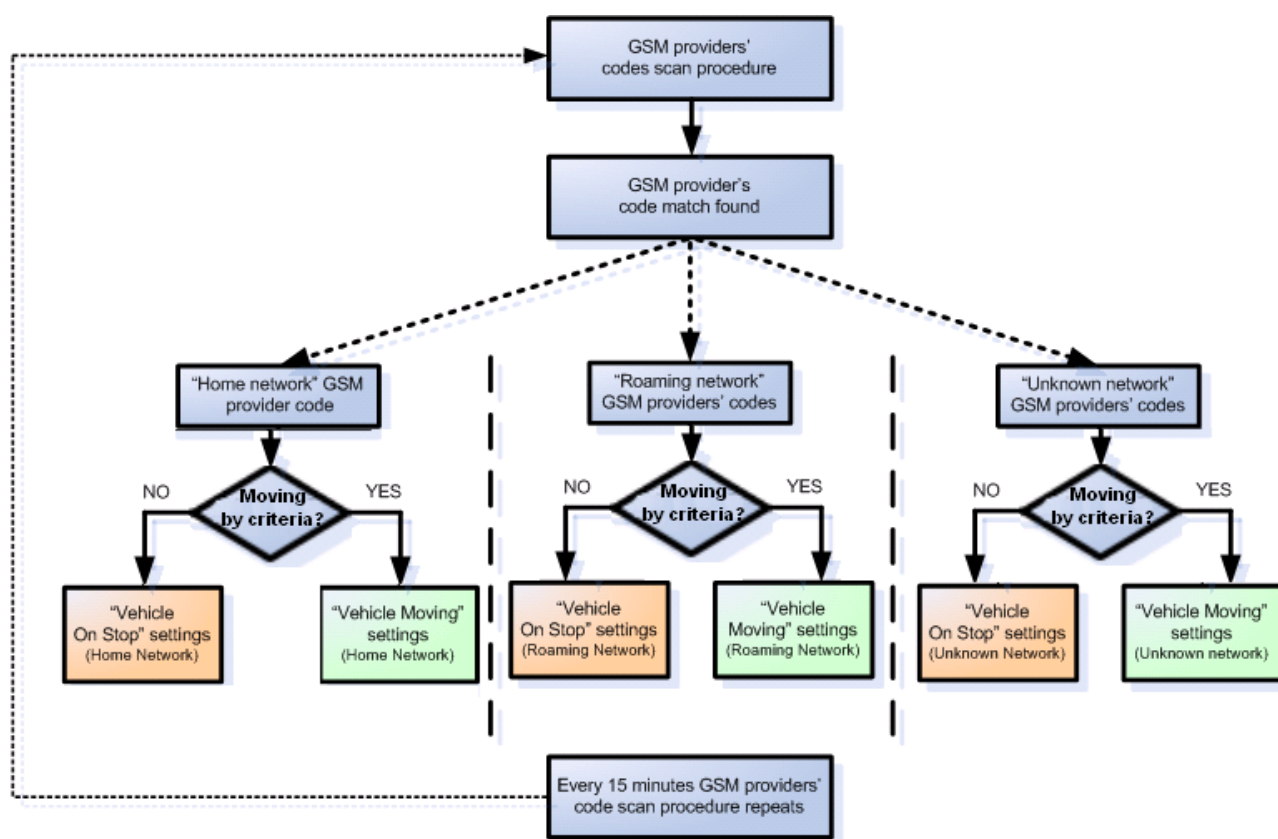 GSM providers'
codes scan procedure
GSM provider's
code match found
“Home network” GSM
provider code
“Roaming network”
GSM providers' codes
“Unknown network”
GSM providers' codes
NO
Moving
by criteria?
YES
NO
Moving
by criteria?
YES
NO
Moving
by criteria?
YES
“Vehicle
On Stop” settings
(Home Network)
“Vehicle Moving”
settings
(Home Network)
“Vehicle
On Stop” settings
(Roaming Network)
“Vehicle
Moving” settings
(Roaming Network)
“Vehicle
On Stop” settings
(Unknown Network)
“Vehicle Moving”
settings
(Unknown network)
Every 15 minutes GSM providers'
code scan procedure repeats